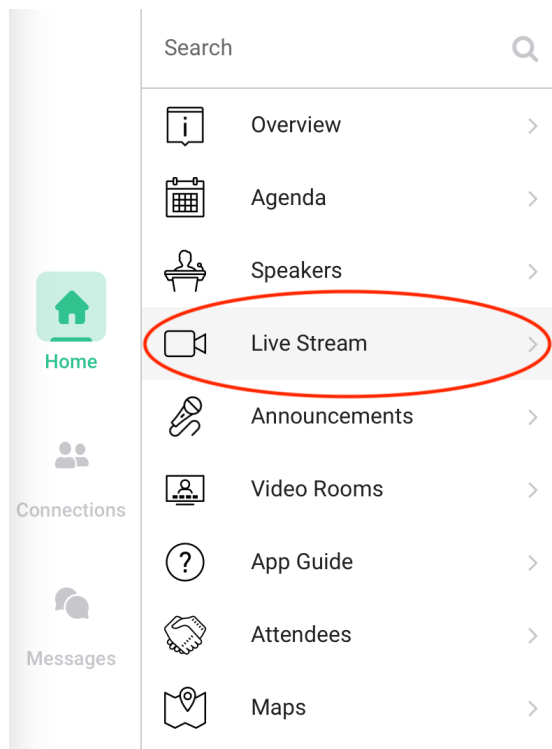 Search
Overview
Agenda
Speakers
Live Stream
Announcements
Video Rooms
App Guide
Attendees
Maps
Home
Connections
Messages